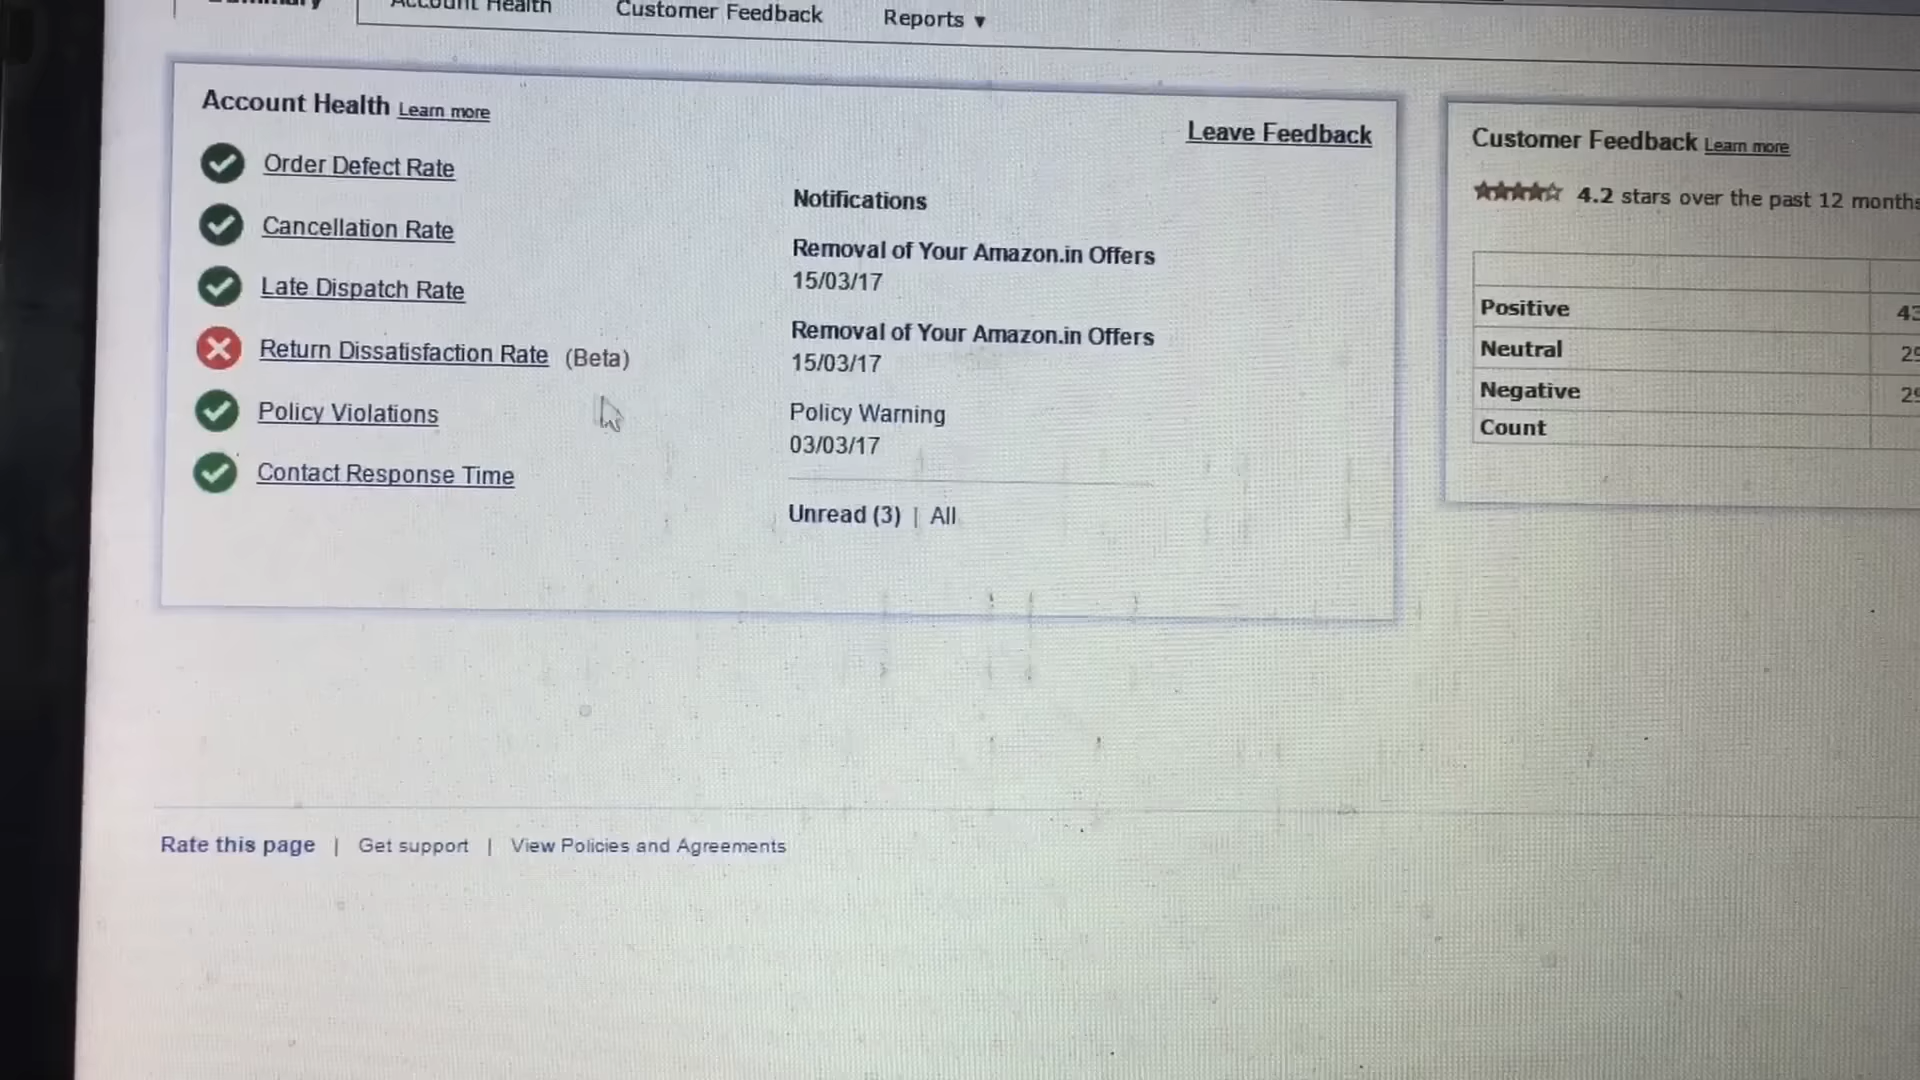 Summary
Account Health
Customer Feedback
Reports ▼
Account Health Learn more
Leave Feedback
Order Defect Rate
Cancellation Rate
Late Dispatch Rate
Return Dissatisfaction Rate (Beta)
Policy Violations
Contact Response Time
Notifications
Removal of Your Amazon.in Offers
15/03/17
Removal of Your Amazon.in Offers
15/03/17
Policy Warning
03/03/17
Unread (3) | All
Customer Feedback Learn more
4.2 stars over the past 12 months
Positive
Neutral
Negative
Count
Rate this page | Get support | View Policies and Agreements